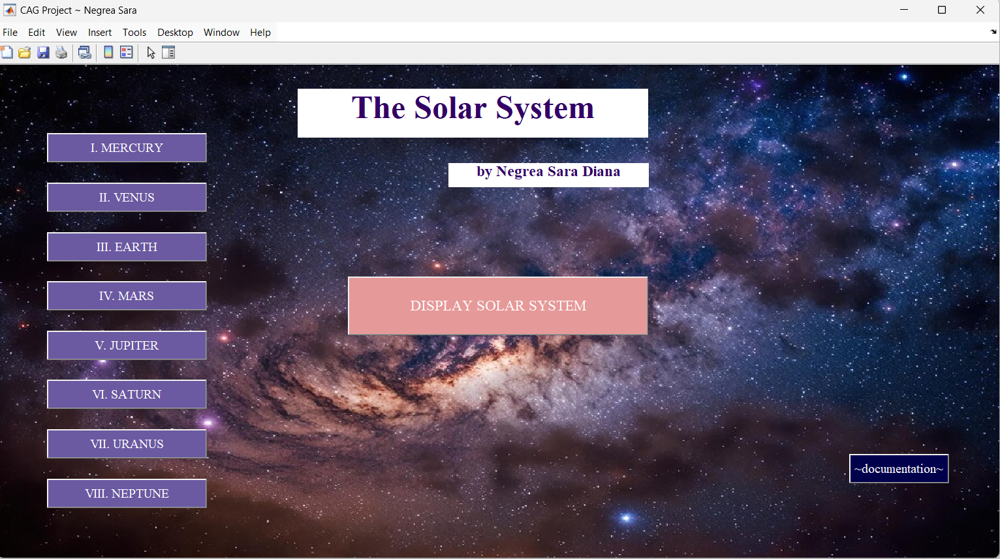 CAG Project ~ Negrea Sara
File Edit View Insert Tools Desktop Window Help
The Solar System
by Negrea Sara Diana
I. MERCURY
II. VENUS
III. EARTH
IV. MARS
V. JUPITER
VI. SATURN
VII. URANUS
VIII. NEPTUNE
DISPLAY SOLAR SYSTEM
~documentation~